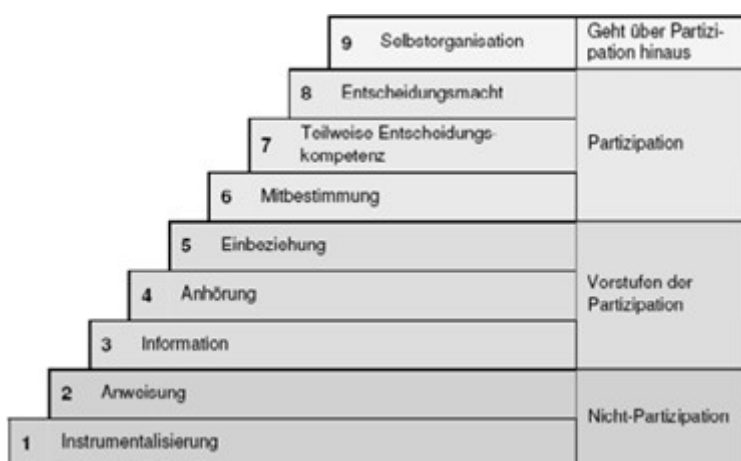 9 Selbstorganisation
Geht über Partizi-
pation hinaus
8 Entscheidungsmacht
7 Teilweise Entscheidungs-
kompetenz
Partizipation
6 Mitbestimmung
5 Einbeziehung
4 Anhörung
Vorstufen der
Partizipation
3 Information
2 Anweisung
Nicht-Partizipation
1 Instrumentalisierung